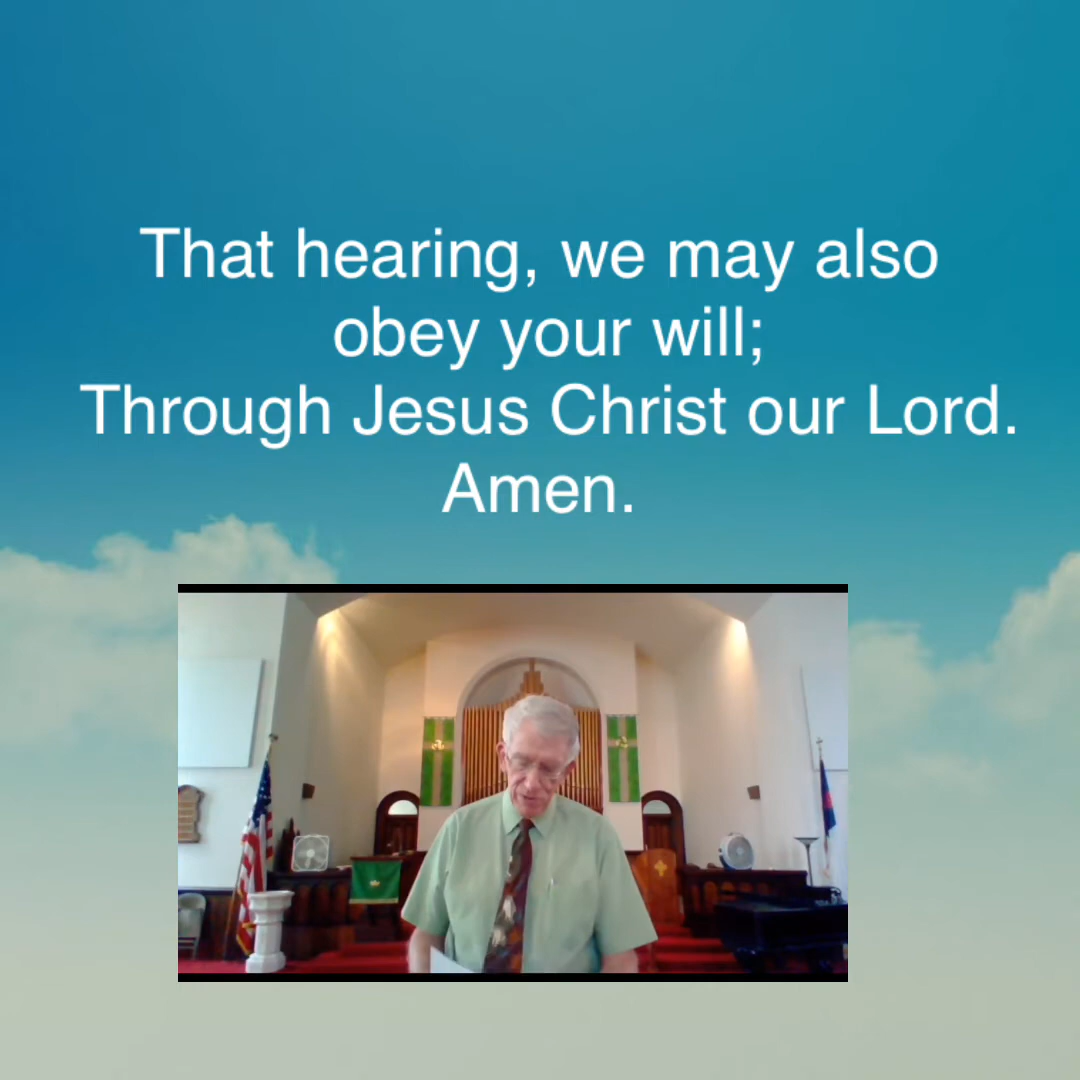 That hearing, we may also
obey your will;
Through Jesus Christ our Lord.
Amen.